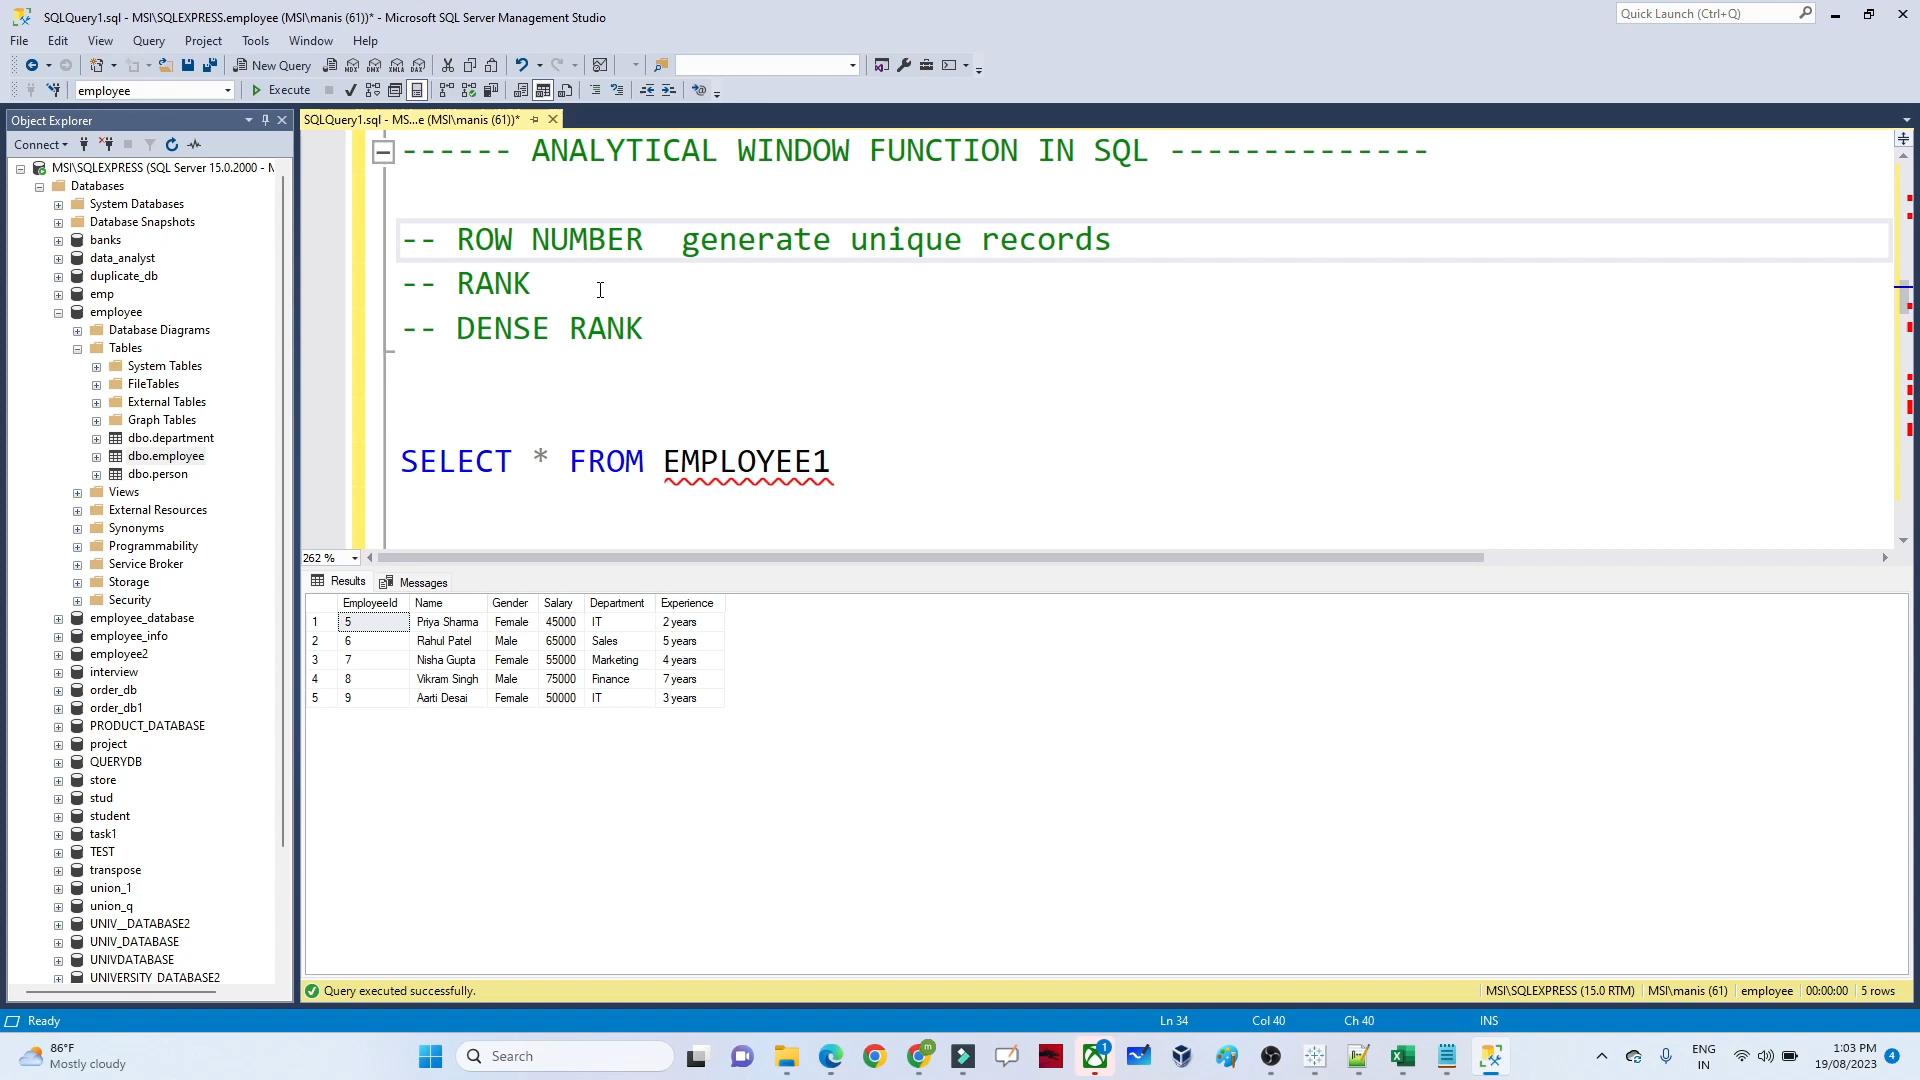 SQLQuery1.sql - MSI\SQLEXPRESS.employee (MSI\manis (61))* - Microsoft SQL Server Management Studio
Quick Launch (Ctrl+Q)
File Edit View Query Project Tools Window Help
New Query
MDX DMX XMLA DAX
employee
Execute
Object Explorer
SQLQuery1.sql - MS...e (MSI\manis (61))*
Connect
MSI\SQLEXPRESS (SQL Server 15.0.2000 - M
Databases
System Databases
Database Snapshots
banks
data_analyst
duplicate_db
emp
employee
Database Diagrams
Tables
System Tables
FileTables
External Tables
Graph Tables
dbo.department
dbo.employee
dbo.person
Views
External Resources
Synonyms
Programmability
Service Broker
Storage
Security
employee_database
employee_info
employee2
interview
order_db
order_db1
PRODUCT_DATABASE
project
QUERYDB
store
stud
student
task1
TEST
transpose
union_1
union_q
UNIV__DATABASE2
UNIV_DATABASE
UNIVDATABASE
UNIVERSITY_DATABASE2
------ ANALYTICAL WINDOW FUNCTION IN SQL --------------
-- ROW NUMBER  generate unique records
-- RANK
-- DENSE RANK
SELECT * FROM EMPLOYEE1
262 %
Results Messages
EmployeeId Name Gender Salary Department Experience
1 5 Priya Sharma Female 45000 IT 2 years
2 6 Rahul Patel Male 65000 Sales 5 years
3 7 Nisha Gupta Female 55000 Marketing 4 years
4 8 Vikram Singh Male 75000 Finance 7 years
5 9 Aarti Desai Female 50000 IT 3 years
Query executed successfully.
MSI\SQLEXPRESS (15.0 RTM) MSI\manis (61) employee 00:00:00 5 rows
Ready
Ln 34 Col 40 Ch 40 INS
86°F
Mostly cloudy
Search
m
1
ENG
IN
1:03 PM
19/08/2023
4